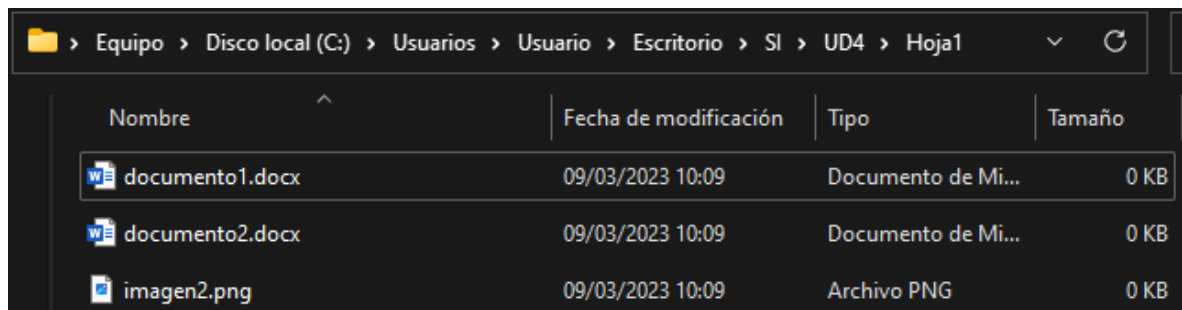 Equipo > Disco local (C:) > Usuarios > Usuario > Escritorio > SI > UD4 > Hoja1
Nombre Fecha de modificación Tipo Tamaño
documento1.docx 09/03/2023 10:09 Documento de Mi... 0 KB
documento2.docx 09/03/2023 10:09 Documento de Mi... 0 KB
imagen2.png 09/03/2023 10:09 Archivo PNG 0 KB